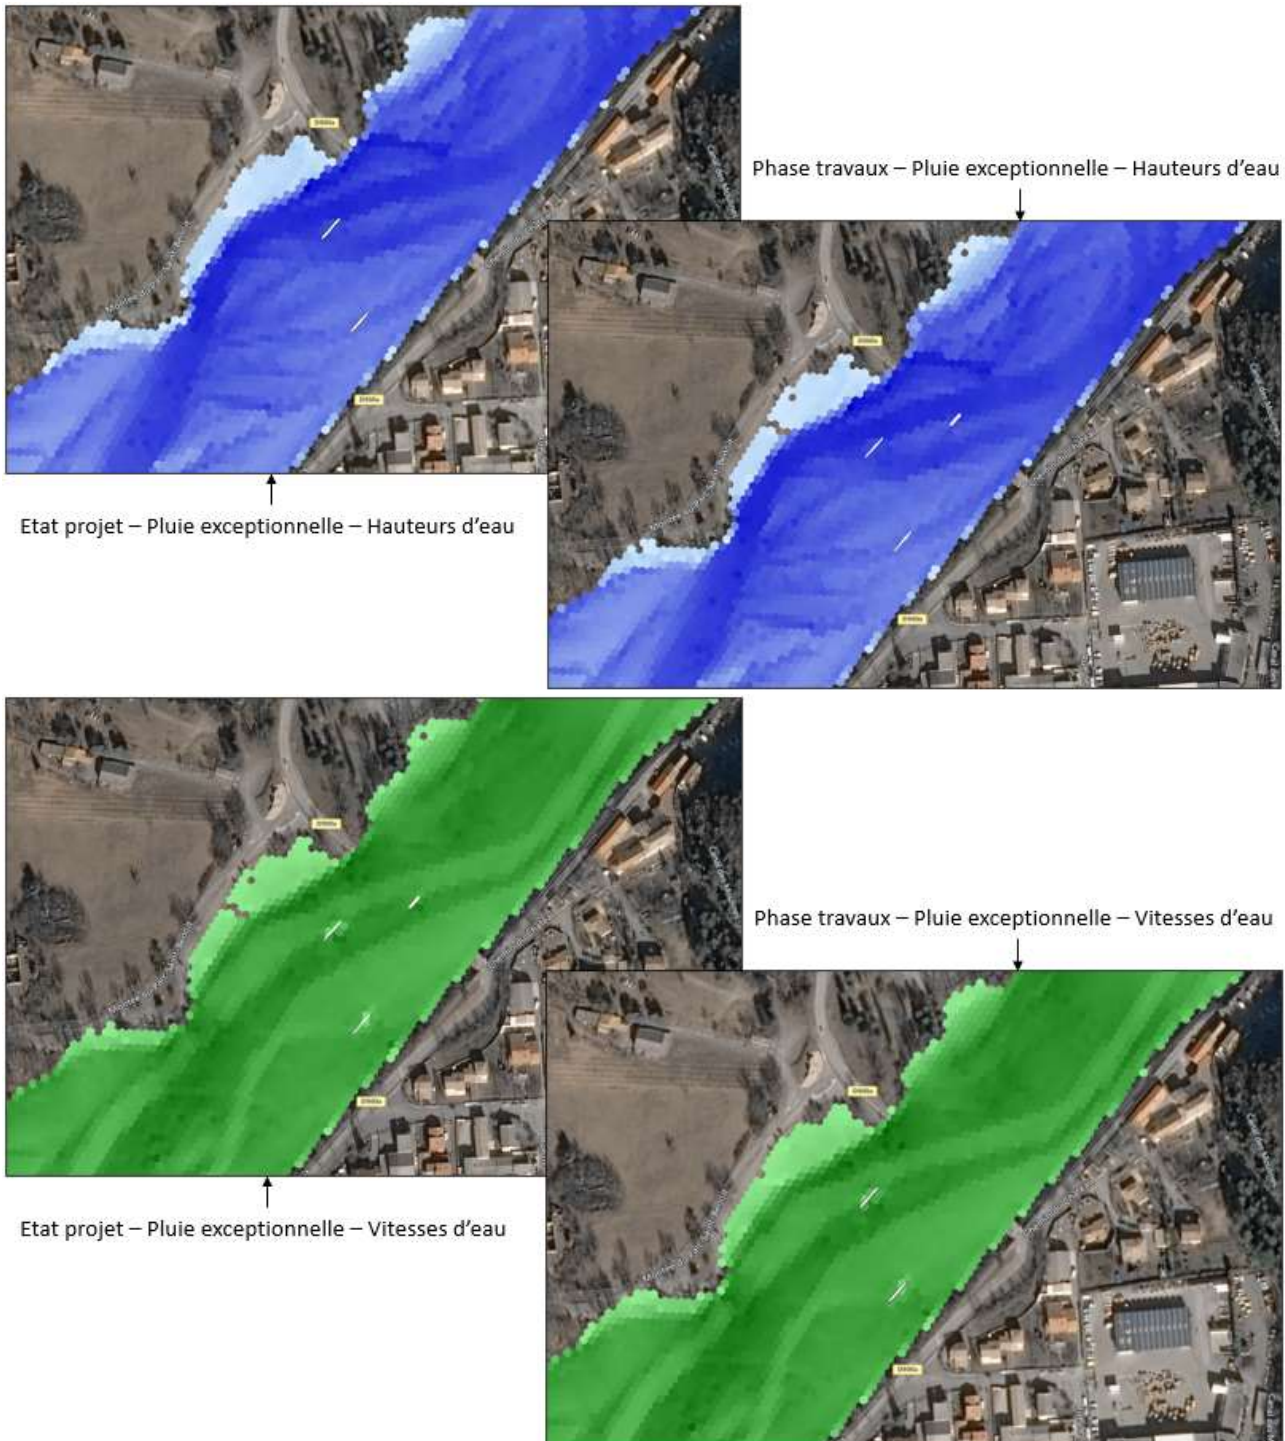 Phase travaux – Pluie exceptionnelle – Hauteurs d'eau
Etat projet – Pluie exceptionnelle – Hauteurs d'eau
Phase travaux – Pluie exceptionnelle – Vitesses d'eau
Etat projet – Pluie exceptionnelle – Vitesses d'eau